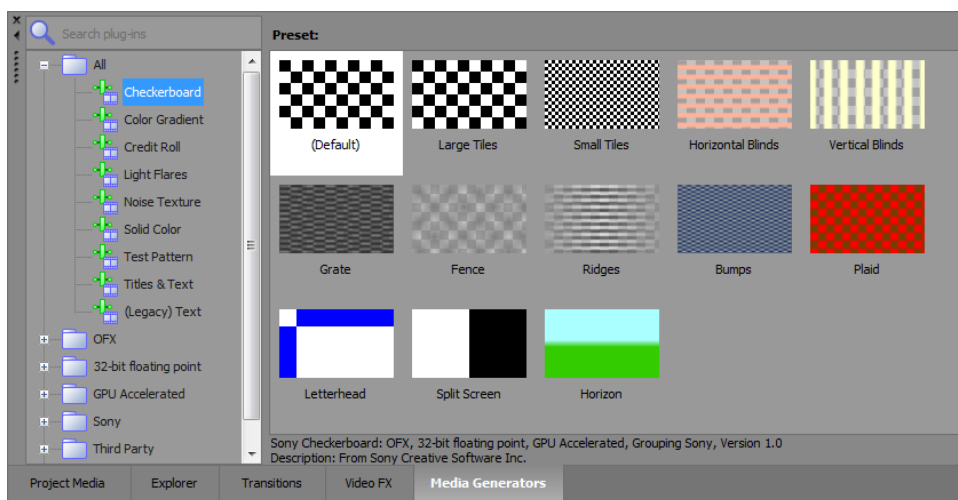 Search plug-ins
Preset:
All
Checkerboard
Color Gradient
Credit Roll
Light Flares
Noise Texture
Solid Color
Test Pattern
Titles & Text
(Legacy) Text
OFX
32-bit floating point
GPU Accelerated
Sony
Third Party
(Default) Large Tiles Small Tiles Horizontal Blinds Vertical Blinds
Grate Fence Ridges Bumps Plaid
Letterhead Split Screen Horizon
Sony Checkerboard: OFX, 32-bit floating point, GPU Accelerated, Grouping Sony, Version 1.0
Description: From Sony Creative Software Inc.
Project Media Explorer Transitions Video FX Media Generators